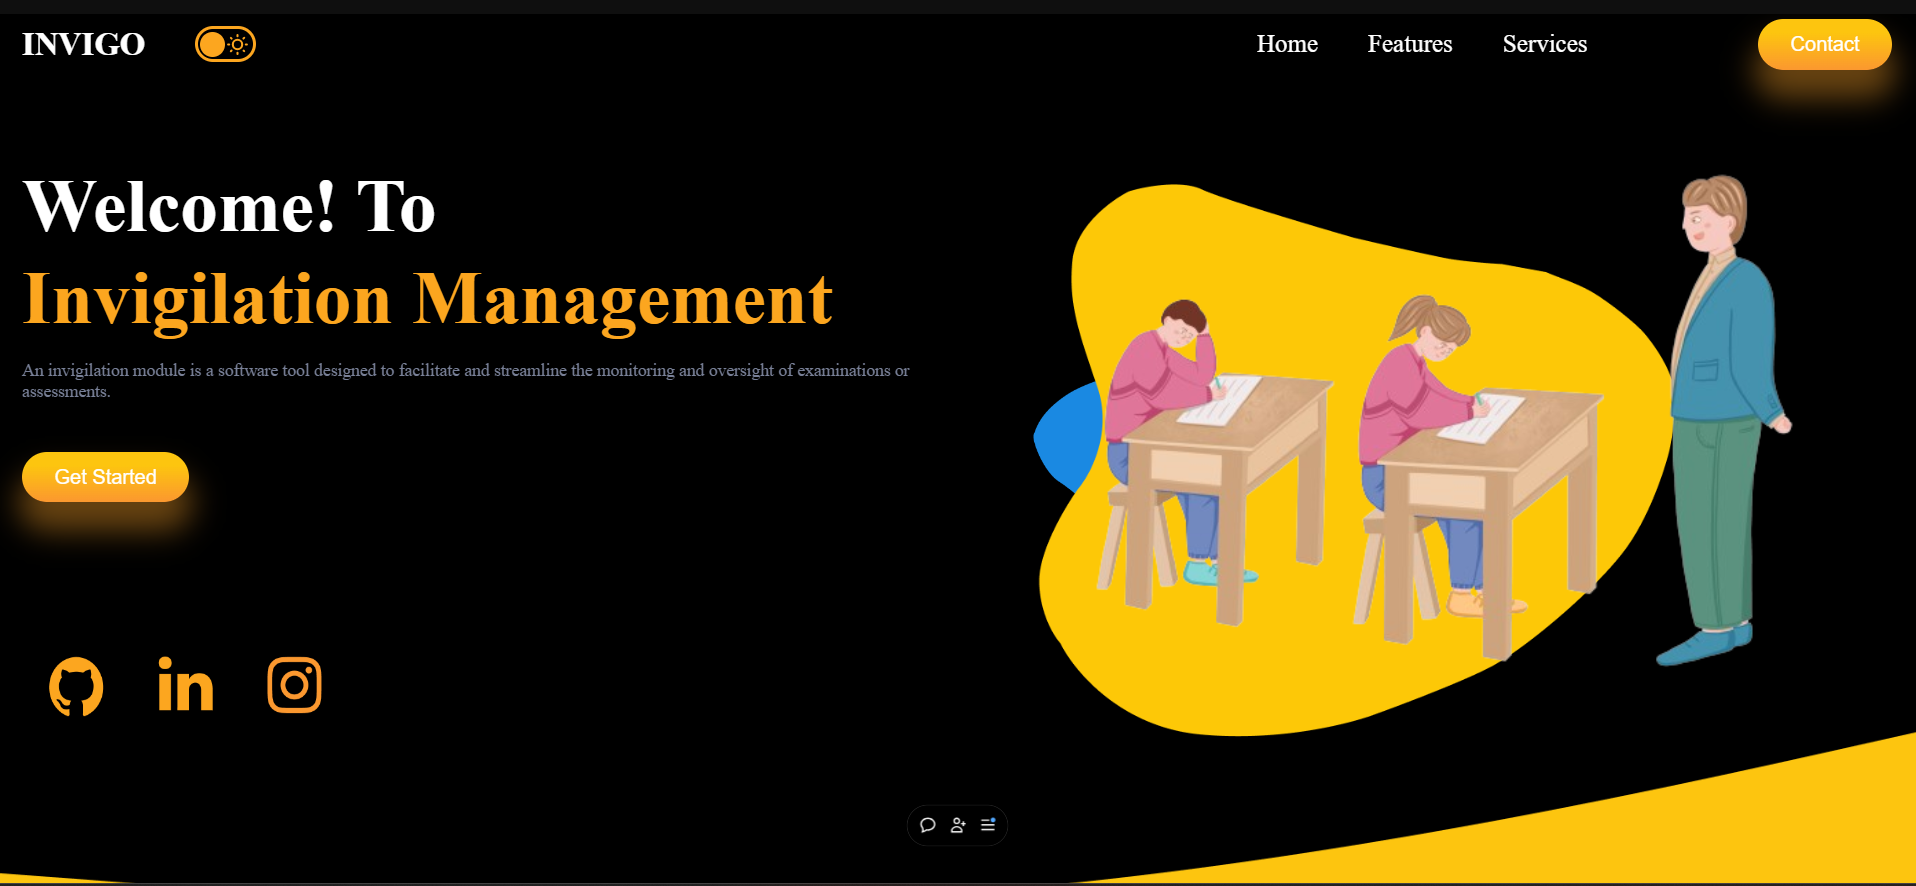 INVIGO
Home
Features
Services
Contact
Welcome! To
Invigilation Management
An invigilation module is a software tool designed to facilitate and streamline the monitoring and oversight of examinations or
assessments.
Get Started
in